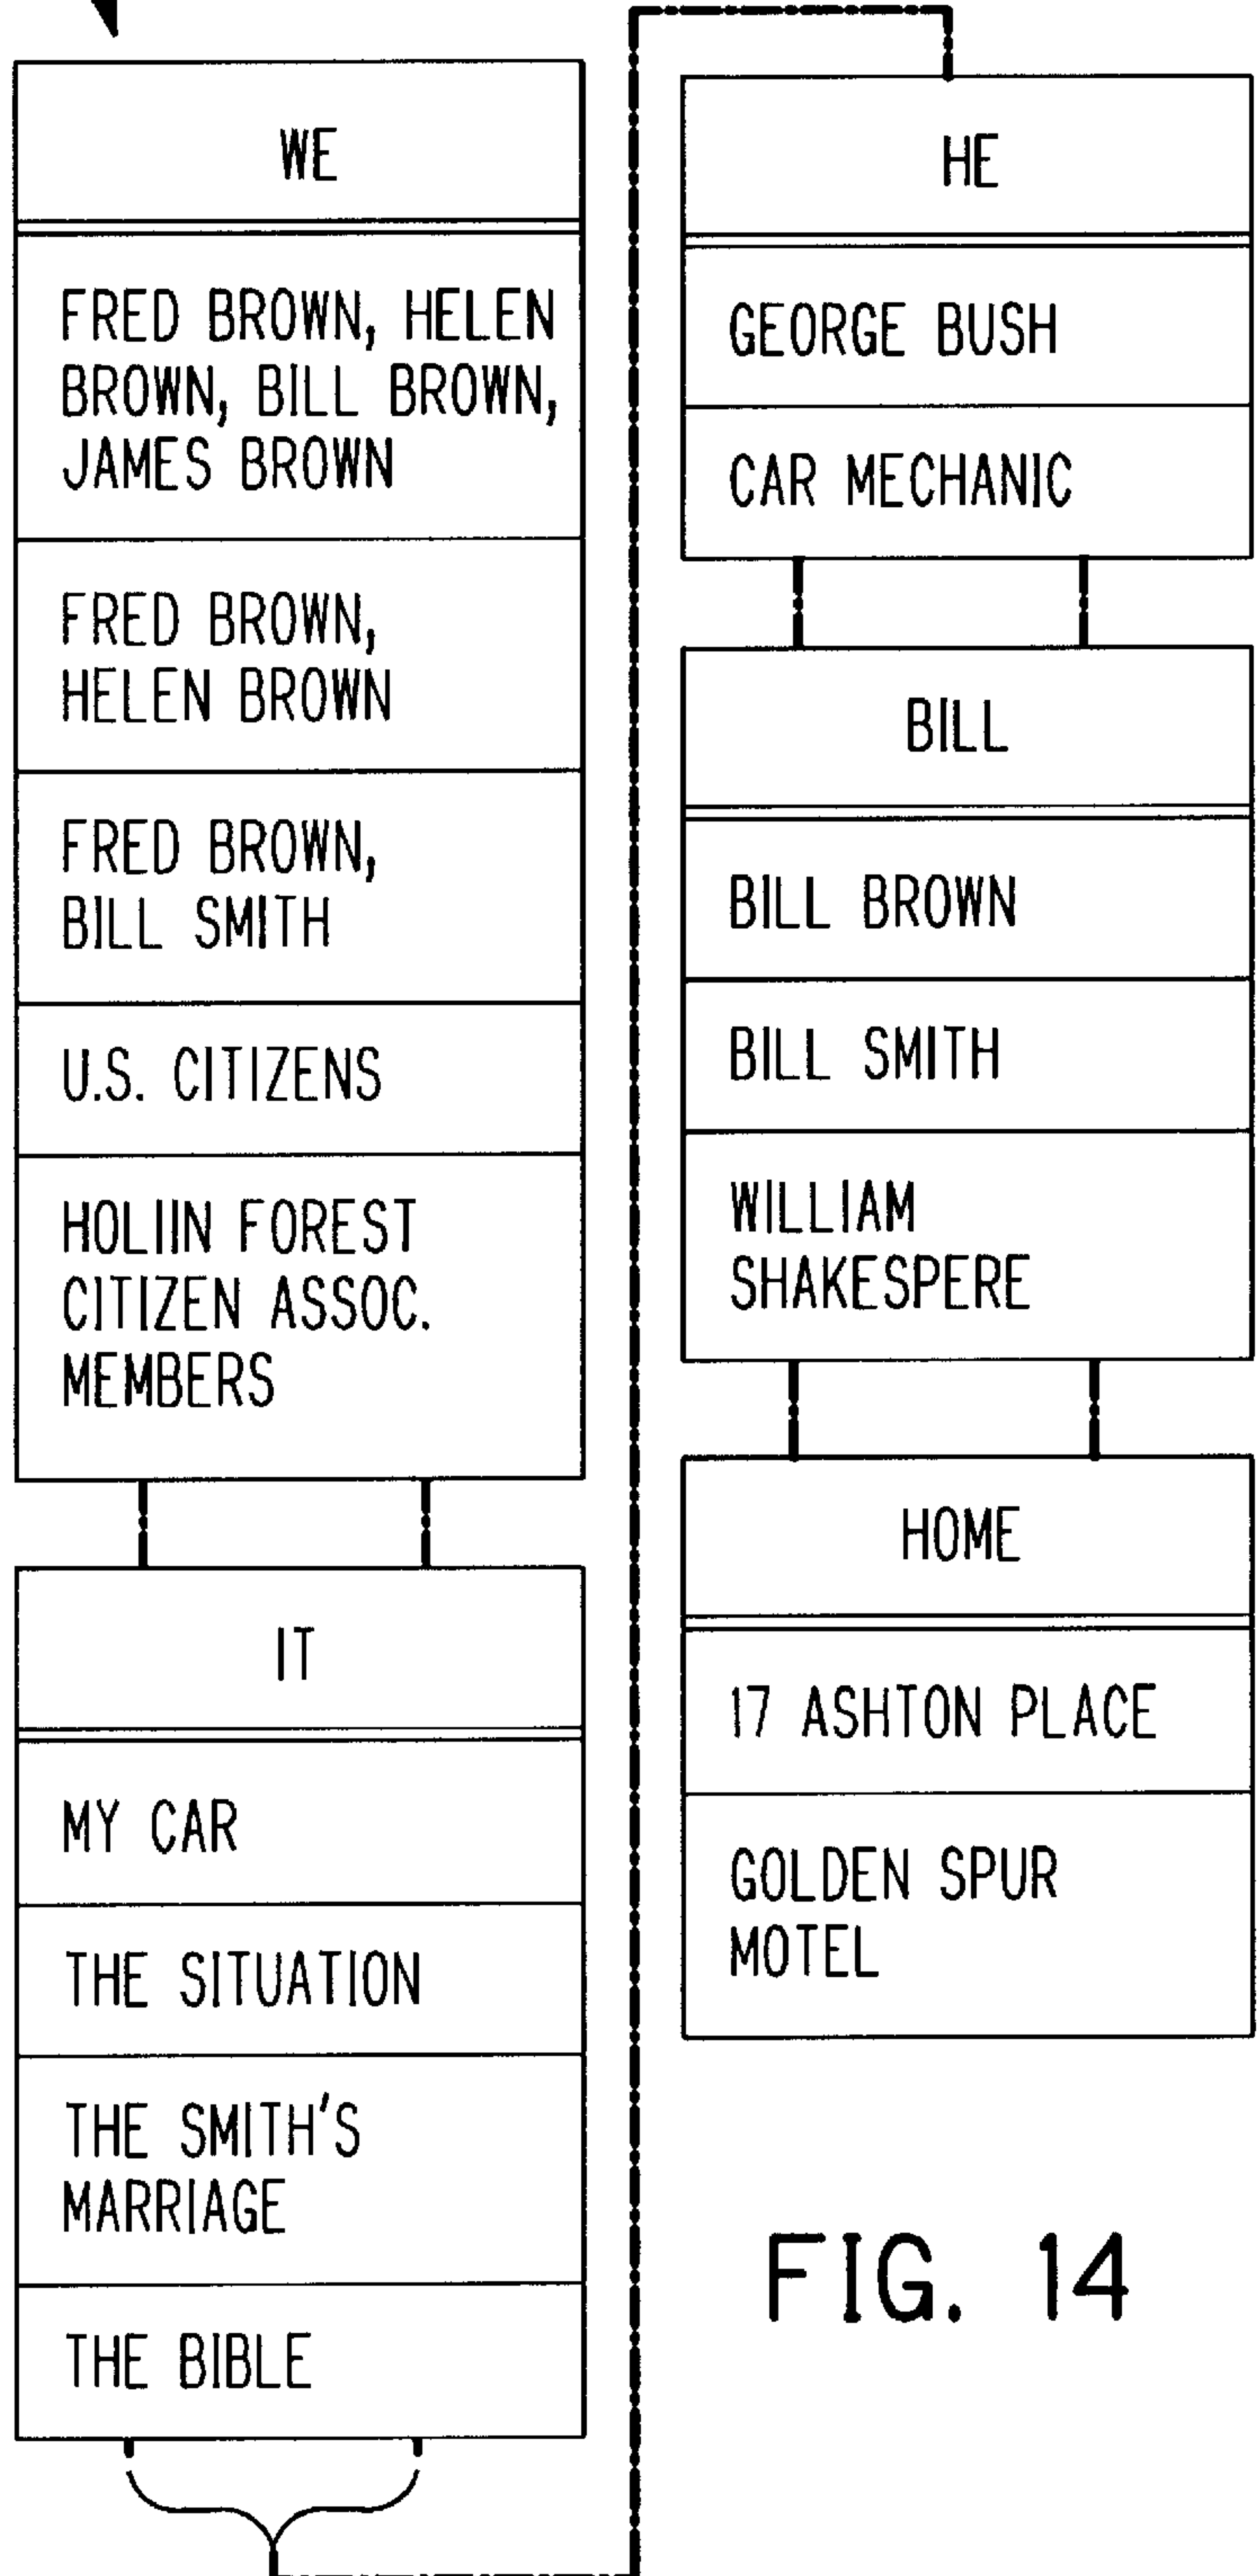 WE
FRED BROWN, HELEN
BROWN, BILL BROWN,
JAMES BROWN
FRED BROWN,
HELEN BROWN
FRED BROWN,
BILL SMITH
U.S. CITIZENS
HOLIIN FOREST
CITIZEN ASSOC.
MEMBERS
IT
MY CAR
THE SITUATION
THE SMITH'S
MARRIAGE
THE BIBLE
HE
GEORGE BUSH
CAR MECHANIC
BILL
BILL BROWN
BILL SMITH
WILLIAM
SHAKESPERE
HOME
17 ASHTON PLACE
GOLDEN SPUR
MOTEL
FIG. 14